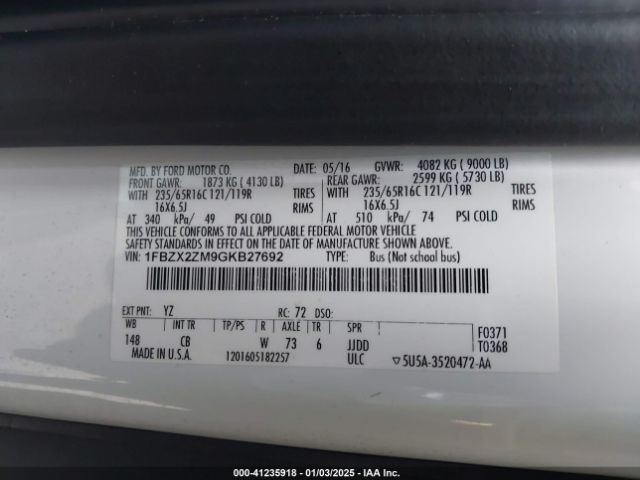 MFD. BY FORD MOTOR CO. DATE: 05/16 GVWR: 4082 KG ( 9000 LB)
FRONT GAWR: 1873 KG ( 4130 LB) REAR GAWR: 2599 KG ( 5730 LB)
WITH 235/65R16C 121/119R TIRES WITH 235/65R16C 121/119R TIRES
16X6.5J RIMS 16X6.5J RIMS
AT 340 kPa/ 49 PSI COLD AT 510 kPa/ 74 PSI COLD
THIS VEHICLE CONFORMS TO ALL APPLICABLE FEDERAL MOTOR VEHICLE
SAFETY STANDARDS IN EFFECT ON THE DATE OF MANUFACTURE SHOWN ABOVE.
VIN: 1FBZX2ZM9GKB27692 TYPE: Bus (Not school bus)
EXT PNT: YZ RC: 72 DSO:
WB INT TR TP/PS R AXLE TR SPR F0371
148 CB W 73 6 JJDD T0368
MADE IN U.S.A. 1201605182257 ULC 5U5A-3520472-AA
000-41235918 - 01/03/2025 - IAA Inc.